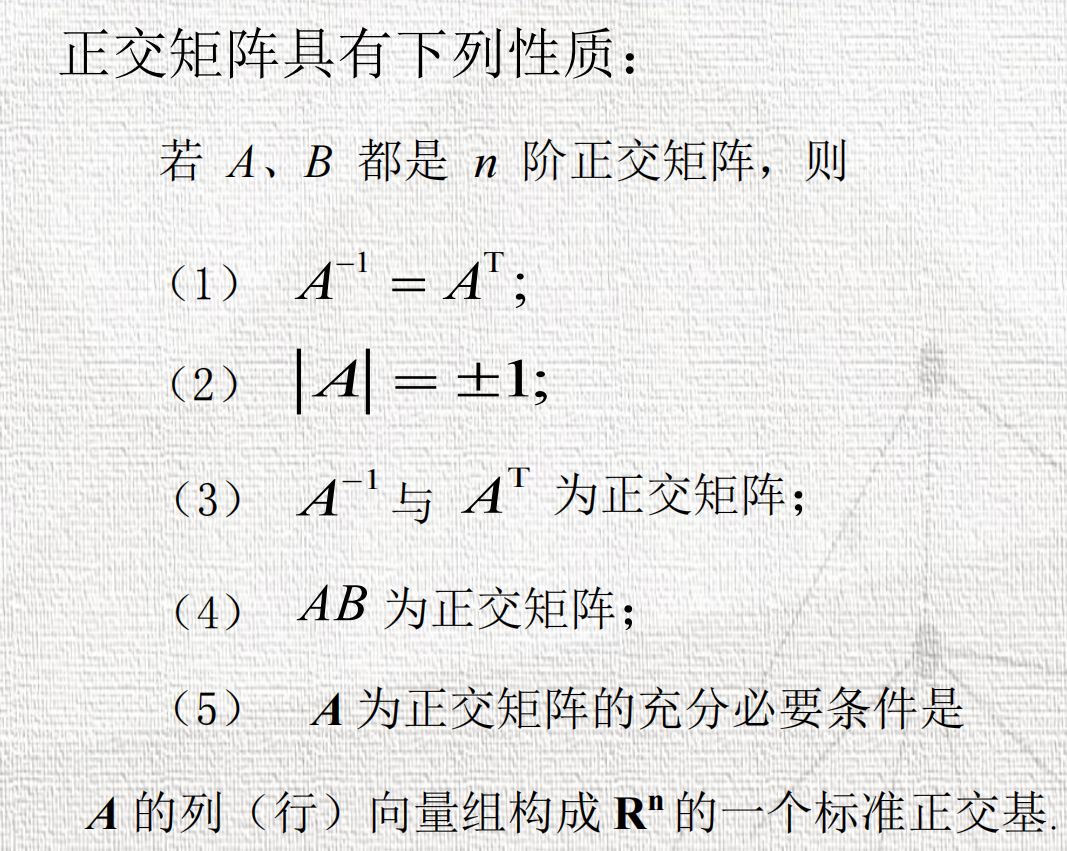 正交矩阵具有下列性质：
若 A、B 都是 n 阶正交矩阵，则
（1） A⁻¹ = Aᵀ;
（2） |A| = ±1;
（3） A⁻¹ 与 Aᵀ 为正交矩阵；
（4） AB 为正交矩阵；
（5） A 为正交矩阵的充分必要条件是
A 的列（行）向量组构成 Rⁿ 的一个标准正交基.